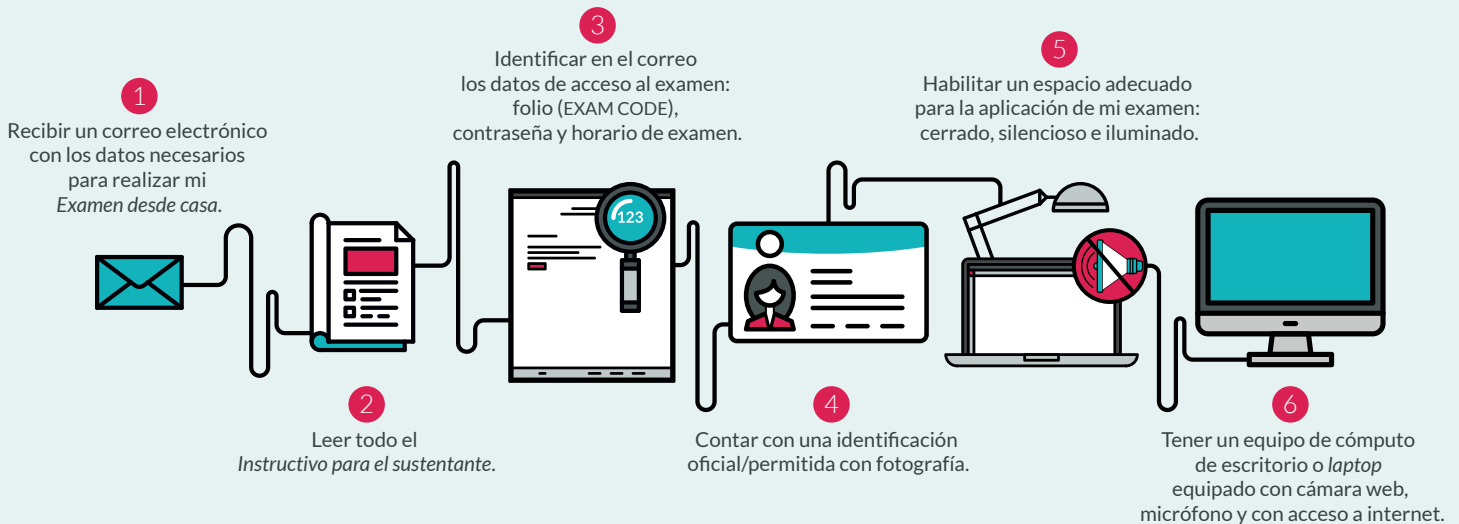 1
Recibir un correo electrónico
con los datos necesarios
para realizar mi
Examen desde casa.
2
Leer todo el
Instructivo para el sustentante.
3
Identificar en el correo
los datos de acceso al examen:
folio (EXAM CODE),
contraseña y horario de examen.
123
4
Contar con una identificación
oficial/permitida con fotografía.
5
Habilitar un espacio adecuado
para la aplicación de mi examen:
cerrado, silencioso e iluminado.
6
Tener un equipo de cómputo
de escritorio o laptop
equipado con cámara web,
micrófono y con acceso a internet.